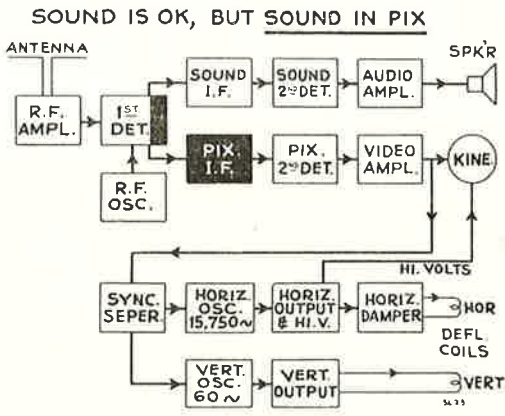 SOUND IS OK, BUT SOUND IN PIX
ANTENNA
R.F. AMPL.
1ST DET.
R.F. OSC.
SOUND I.F.
SOUND 2ND DET.
AUDIO AMPL.
SPK'R
PIX. I.F.
PIX. 2ND DET.
VIDEO AMPL.
KINE.
HI. VOLTS
SYNC. SEPER.
HORIZ. OSC. 15,750~
HORIZ. OUTPUT & HI.V.
HORIZ. DAMPER
HOR
DEFL. COILS
VERT. OSC. 60~
VERT. OUTPUT
VERT.